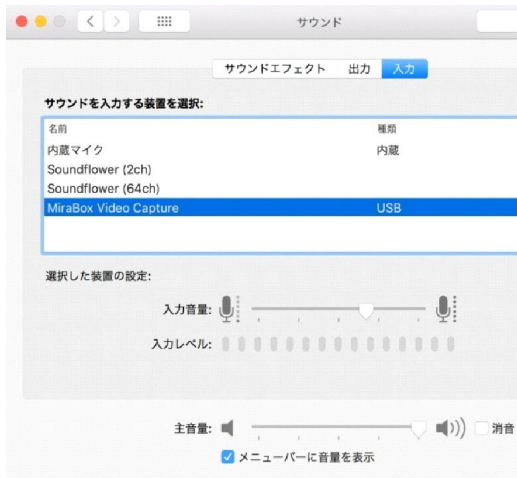 サウンド
サウンドエフェクト 出力 入力
サウンドを入力する装置を選択:
名前 種類
内蔵マイク 内蔵
Soundflower (2ch)
Soundflower (64ch)
MiraBox Video Capture USB
選択した装置の設定:
入力音量:
入力レベル:
主音量: 消音
メニューバーに音量を表示